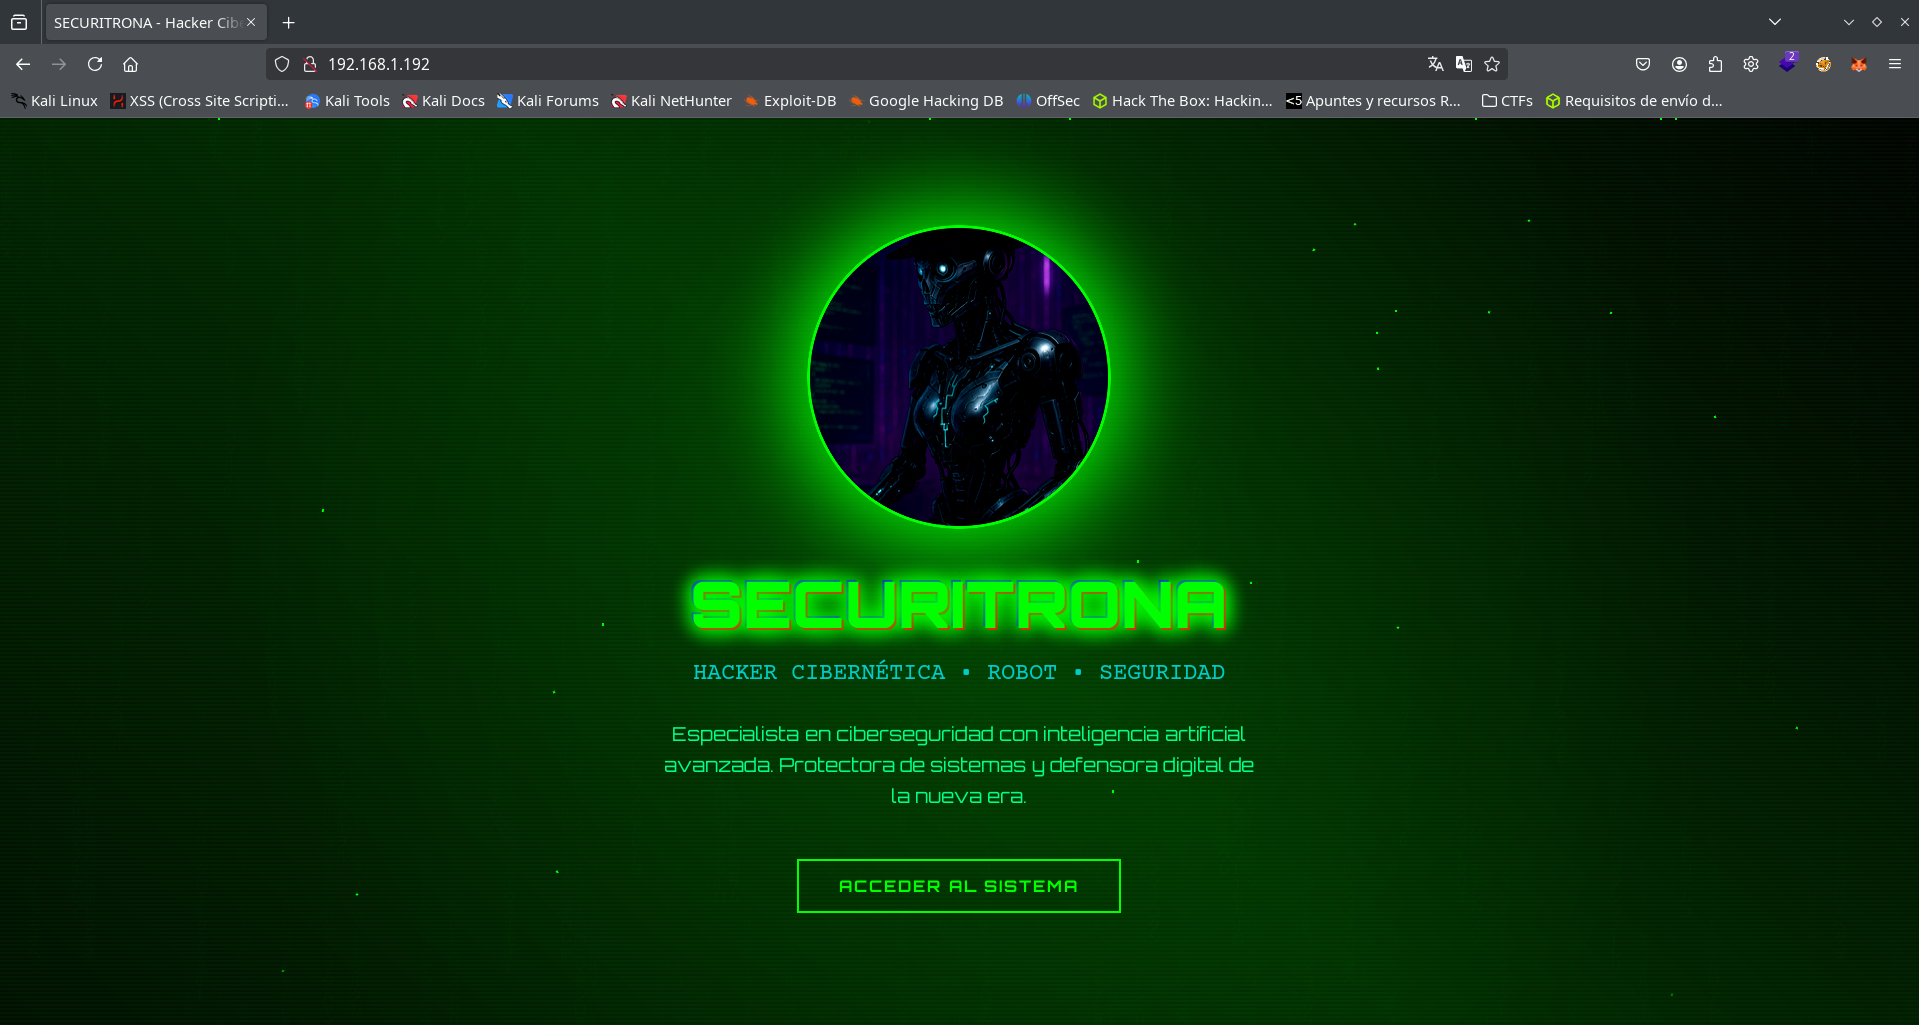 SECURITRONA - Hacker Cib
192.168.1.192
2
Kali Linux
XSS (Cross Site Scripti...
Kali Tools
Kali Docs
Kali Forums
Kali NetHunter
Exploit-DB
Google Hacking DB
OffSec
Hack The Box: Hackin...
<5 Apuntes y recursos R...
CTFs
Requisitos de envío d...
SECURITRONA
HACKER CIBERNÉTICA • ROBOT • SEGURIDAD
Especialista en ciberseguridad con inteligencia artificial
avanzada. Protectora de sistemas y defensora digital de
la nueva era.
ACCEDER AL SISTEMA